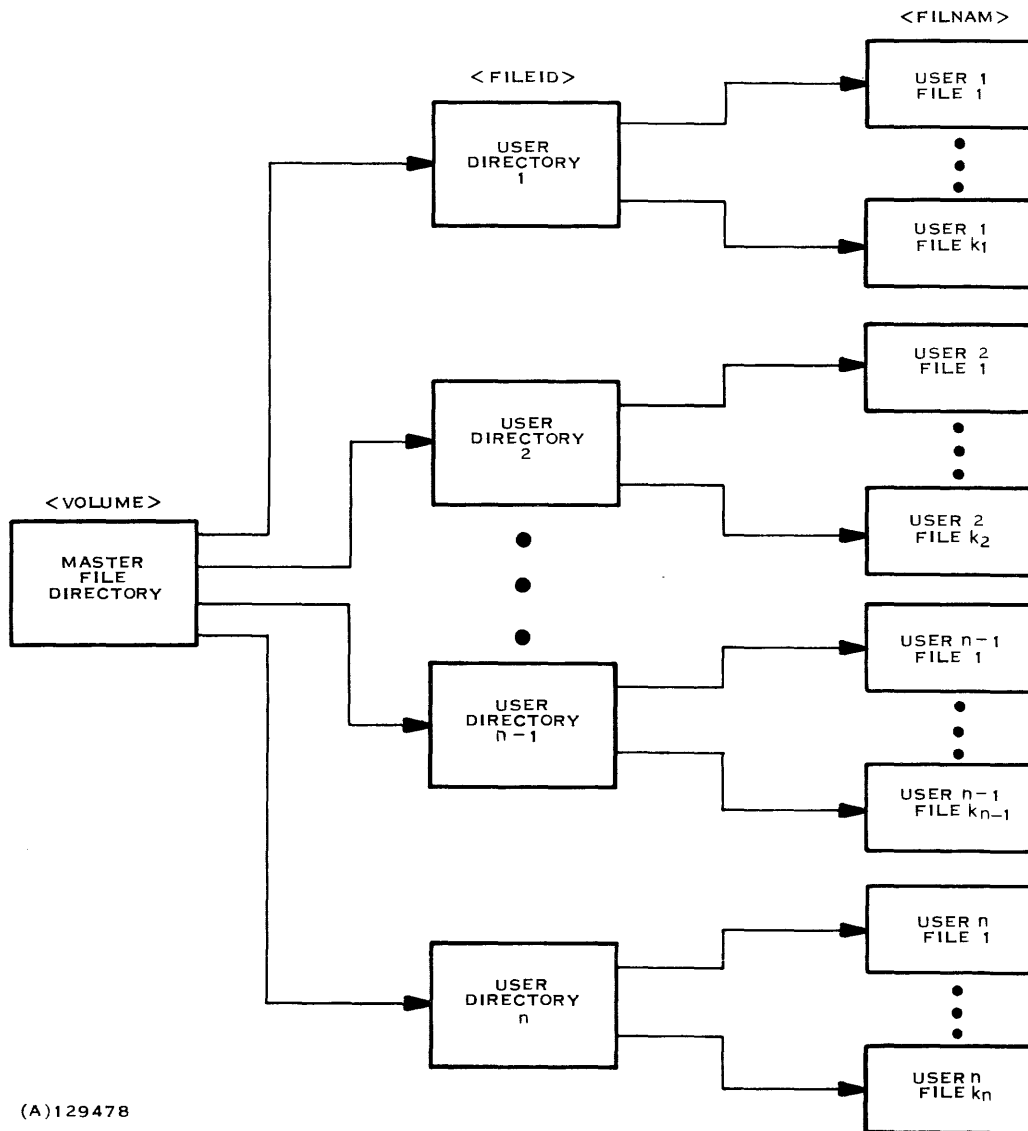 <FILNAM>
USER 1
FILE 1
<FILEID>
USER
DIRECTORY
1
USER 1
FILE k1
USER 2
FILE 1
USER
DIRECTORY
2
<VOLUME>
MASTER
FILE
DIRECTORY
USER 2
FILE k2
USER n-1
FILE 1
USER
DIRECTORY
n-1
USER n-1
FILE kn-1
USER n
FILE 1
USER
DIRECTORY
n
USER n
FILE kn
(A)129478